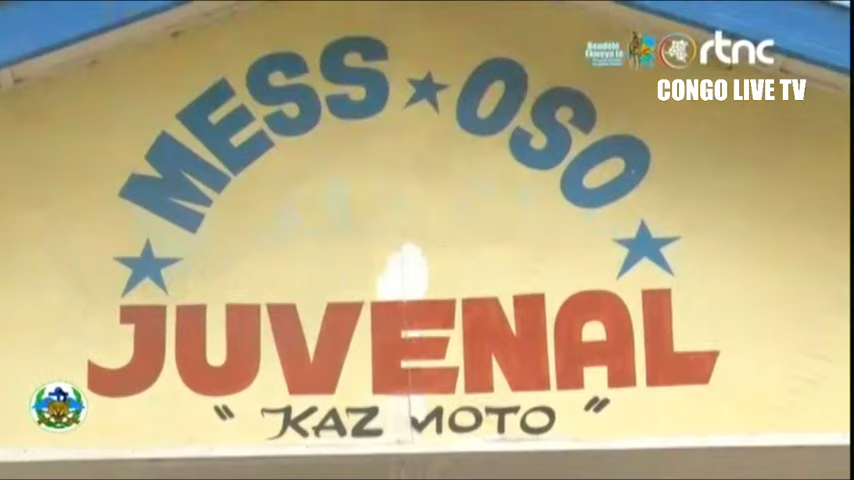 rtnc
CONGO LIVE TV
MESS ★ OSO
★ ★
JUVENAL
" KAZ MOTO "